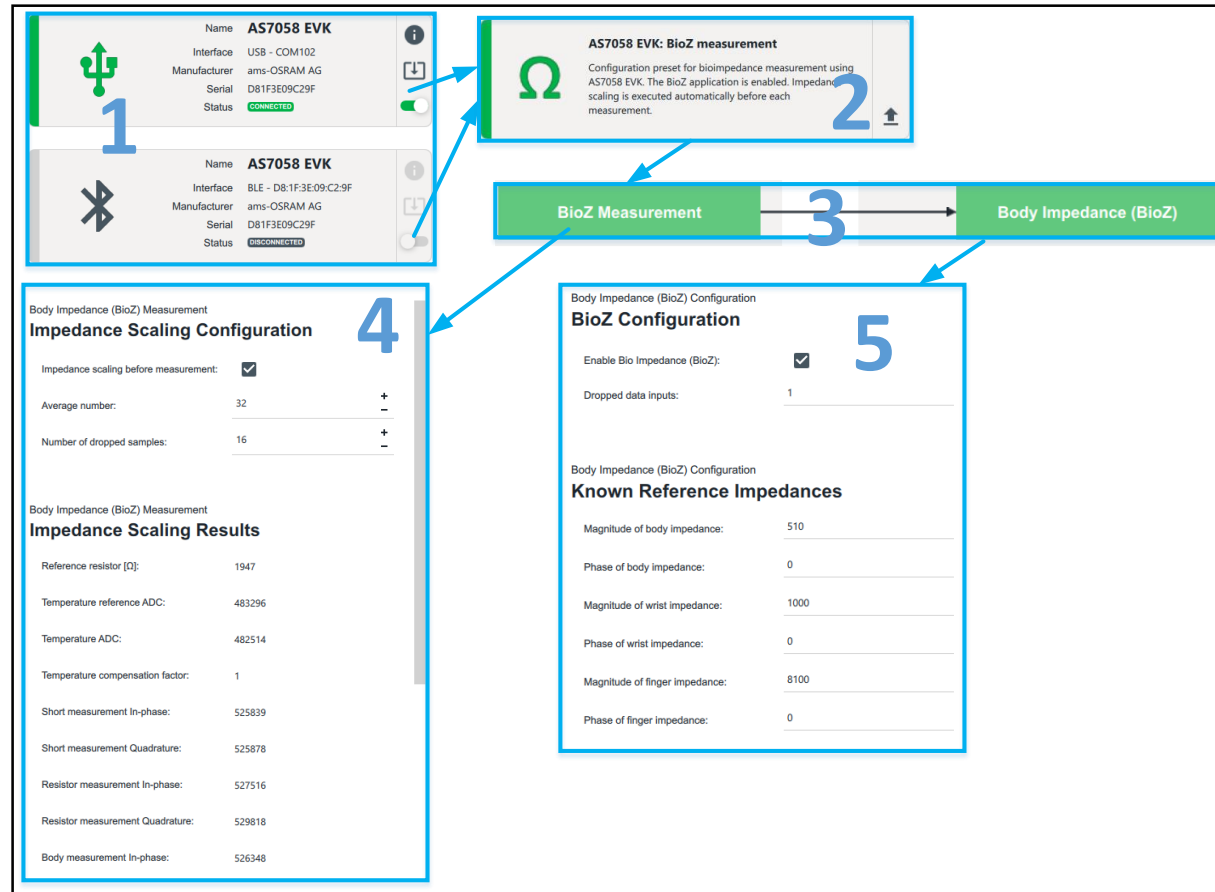 Name AS7058 EVK
Interface USB - COM102
Manufacturer ams-OSRAM AG
Serial D81F3E09C29F
Status CONNECTED
1
Name AS7058 EVK
Interface BLE - D8:1F:3E:09:C2:9F
Manufacturer ams-OSRAM AG
Serial D81F3E09C29F
Status DISCONNECTED
AS7058 EVK: BioZ measurement
Configuration preset for bioimpedance measurement using
AS7058 EVK. The BioZ application is enabled. Impedance
scaling is executed automatically before each
measurement.
2
BioZ Measurement
3
Body Impedance (BioZ)
4
Body Impedance (BioZ) Measurement
Impedance Scaling Configuration
Impedance scaling before measurement:
Average number: 32 + −
Number of dropped samples: 16 + −
Body Impedance (BioZ) Measurement
Impedance Scaling Results
Reference resistor [Ω]: 1947
Temperature reference ADC: 483296
Temperature ADC: 482514
Temperature compensation factor: 1
Short measurement In-phase: 525839
Short measurement Quadrature: 525878
Resistor measurement In-phase: 527516
Resistor measurement Quadrature: 529818
Body measurement In-phase: 526348
5
Body Impedance (BioZ) Configuration
BioZ Configuration
Enable Bio Impedance (BioZ):
Dropped data inputs: 1
Body Impedance (BioZ) Configuration
Known Reference Impedances
Magnitude of body impedance: 510
Phase of body impedance: 0
Magnitude of wrist impedance: 1000
Phase of wrist impedance: 0
Magnitude of finger impedance: 8100
Phase of finger impedance: 0